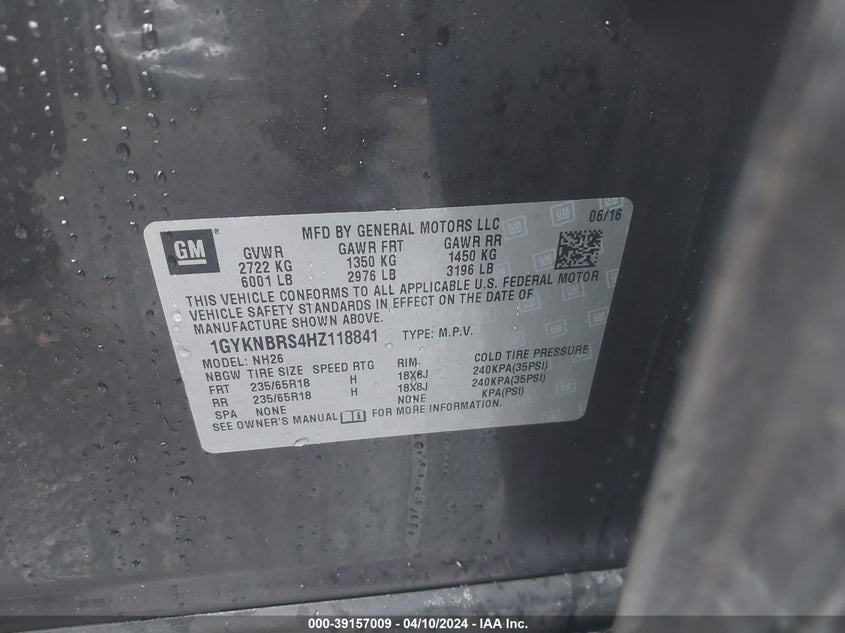 GM
®
MFD BY GENERAL MOTORS LLC
06/16
GVWR GAWR FRT GAWR RR
2722 KG 1350 KG 1450 KG
6001 LB 2976 LB 3196 LB
THIS VEHICLE CONFORMS TO ALL APPLICABLE U.S. FEDERAL MOTOR
VEHICLE SAFETY STANDARDS IN EFFECT ON THE DATE OF
MANUFACTURE SHOWN ABOVE.
1GYKNBRS4HZ118841 TYPE: M.P.V.
MODEL: NH26
NBGW TIRE SIZE SPEED RTG RIM COLD TIRE PRESSURE
FRT 235/65R18 H 18X8J 240KPA(35PSI)
RR 235/65R18 H 18X8J 240KPA(35PSI)
SPA NONE NONE KPA(PSI)
SEE OWNER'S MANUAL FOR MORE INFORMATION.
000-39157009 - 04/10/2024 - IAA Inc.